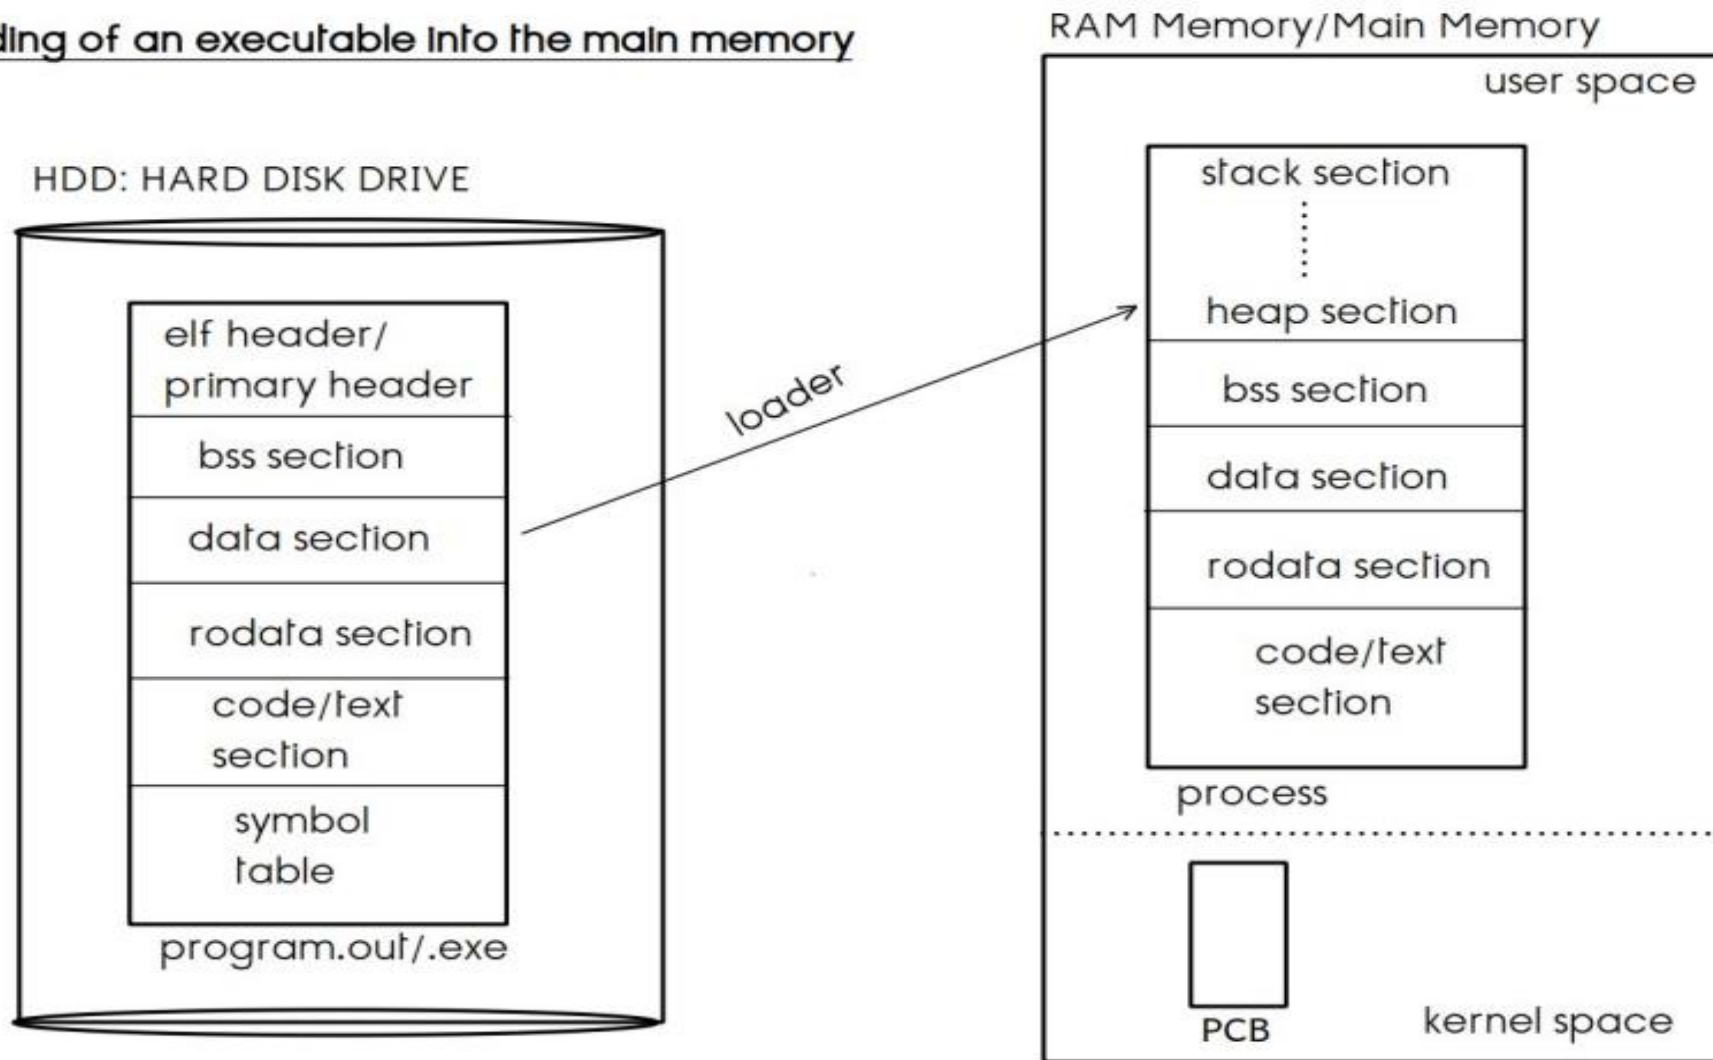 ding of an executable into the main memory
HDD: HARD DISK DRIVE
elf header/
primary header
bss section
data section
rodata section
code/text
section
symbol
table
program.out/.exe
loader
RAM Memory/Main Memory
user space
stack section
heap section
bss section
data section
rodata section
code/text
section
process
PCB
kernel space